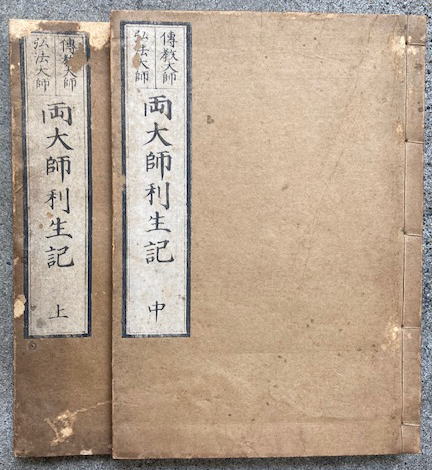 傳教大師
弘法大師
両大師利生記
中
傳教大師
弘法大師
両大師利生記
上